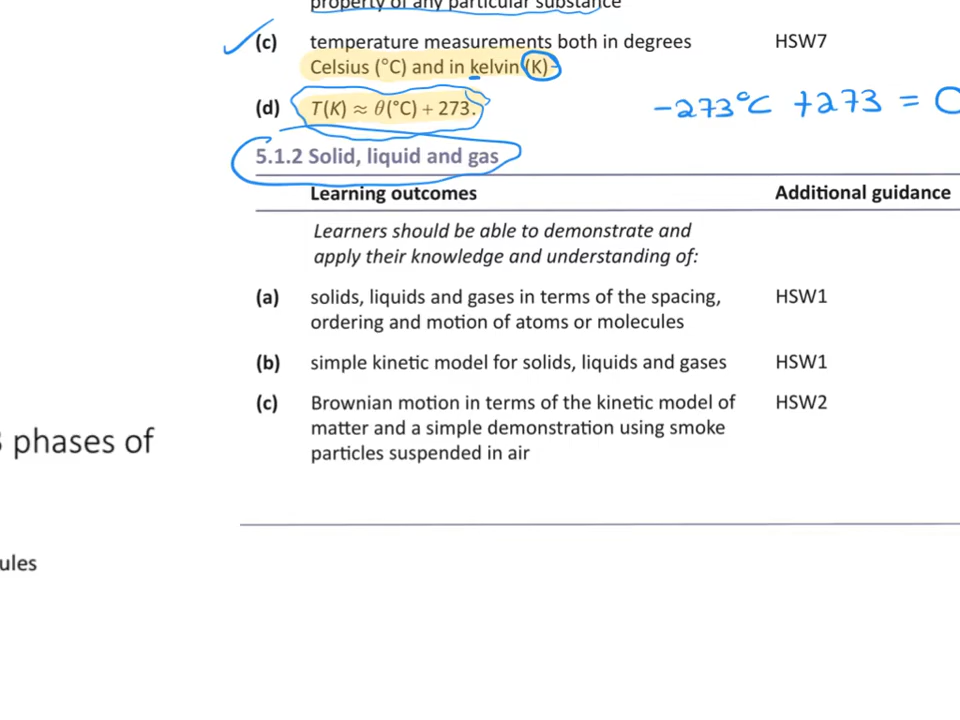 property of any particular substance
(c) temperature measurements both in degrees HSW7
Celsius (°C) and in kelvin (K)
(d) T(K) ≈ θ(°C) + 273. -273°C +273 = 0
5.1.2 Solid, liquid and gas
Learning outcomes Additional guidance
Learners should be able to demonstrate and
apply their knowledge and understanding of:
(a) solids, liquids and gases in terms of the spacing, HSW1
ordering and motion of atoms or molecules
(b) simple kinetic model for solids, liquids and gases HSW1
(c) Brownian motion in terms of the kinetic model of HSW2
matter and a simple demonstration using smoke
particles suspended in air
phases of
ules